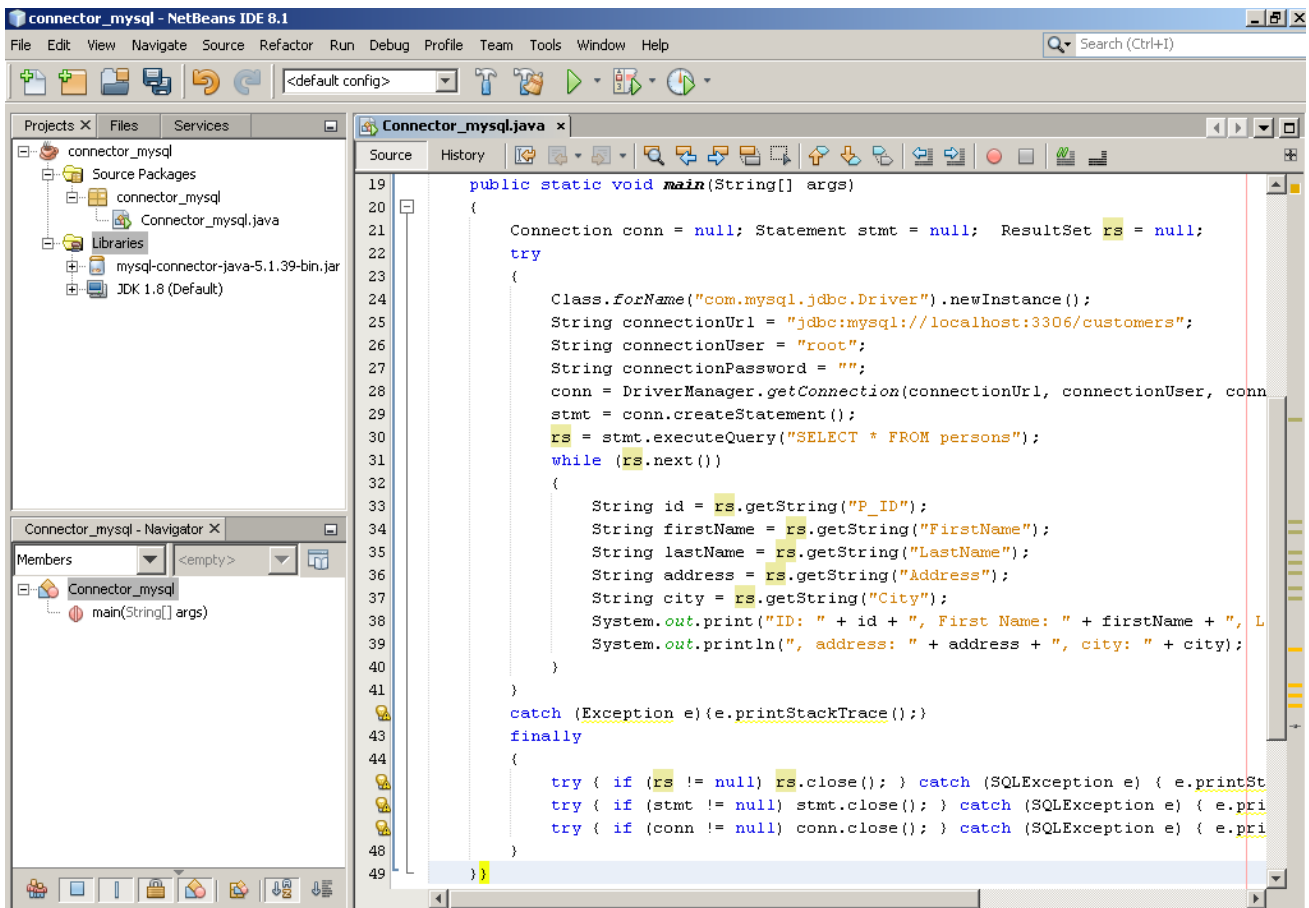 connector_mysql - NetBeans IDE 8.1
File Edit View Navigate Source Refactor Run Debug Profile Team Tools Window Help
Search (Ctrl+I)
<default config>
Projects X Files Services
connector_mysql
Source Packages
connector_mysql
Connector_mysql.java
Libraries
mysql-connector-java-5.1.39-bin.jar
JDK 1.8 (Default)
Connector_mysql - Navigator X
Members <empty>
Connector_mysql
main(String[] args)
Connector_mysql.java x
Source History
19 public static void main(String[] args)
20 {
21 Connection conn = null; Statement stmt = null; ResultSet rs = null;
22 try
23 {
24 Class.forName("com.mysql.jdbc.Driver").newInstance();
25 String connectionUrl = "jdbc:mysql://localhost:3306/customers";
26 String connectionUser = "root";
27 String connectionPassword = "";
28 conn = DriverManager.getConnection(connectionUrl, connectionUser, conn
29 stmt = conn.createStatement();
30 rs = stmt.executeQuery("SELECT * FROM persons");
31 while (rs.next())
32 {
33 String id = rs.getString("P_ID");
34 String firstName = rs.getString("FirstName");
35 String lastName = rs.getString("LastName");
36 String address = rs.getString("Address");
37 String city = rs.getString("City");
38 System.out.print("ID: " + id + ", First Name: " + firstName + ", L
39 System.out.println(", address: " + address + ", city: " + city);
40 }
41 }
catch (Exception e){e.printStackTrace();}
43 finally
44 {
try { if (rs != null) rs.close(); } catch (SQLException e) { e.printSt
try { if (stmt != null) stmt.close(); } catch (SQLException e) { e.pri
try { if (conn != null) conn.close(); } catch (SQLException e) { e.pri
48 }
49 }}